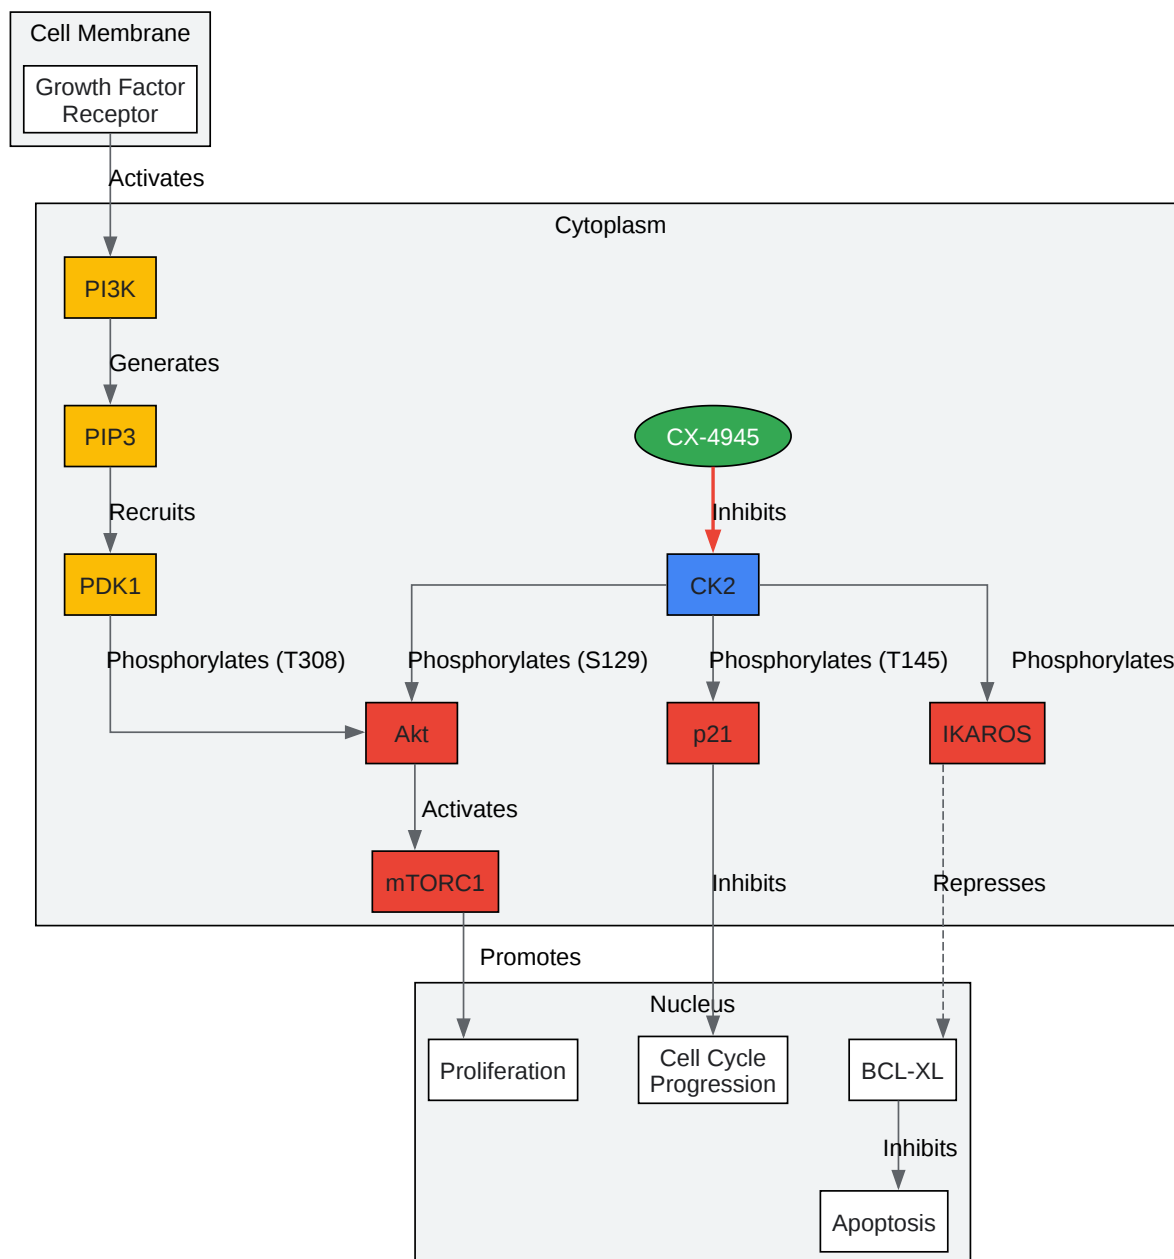 Cell Membrane
Growth Factor
Receptor
Activates
Cytoplasm
PI3K
Generates
PIP3
CX-4945
Recruits
Inhibits
PDK1
CK2
Phosphorylates (T308)
Phosphorylates (S129)
Phosphorylates (T145)
Phosphorylates
Akt
p21
IKAROS
Activates
mTORC1
Inhibits
Represses
Promotes
Nucleus
Proliferation
Cell Cycle
Progression
BCL-XL
Inhibits
Apoptosis